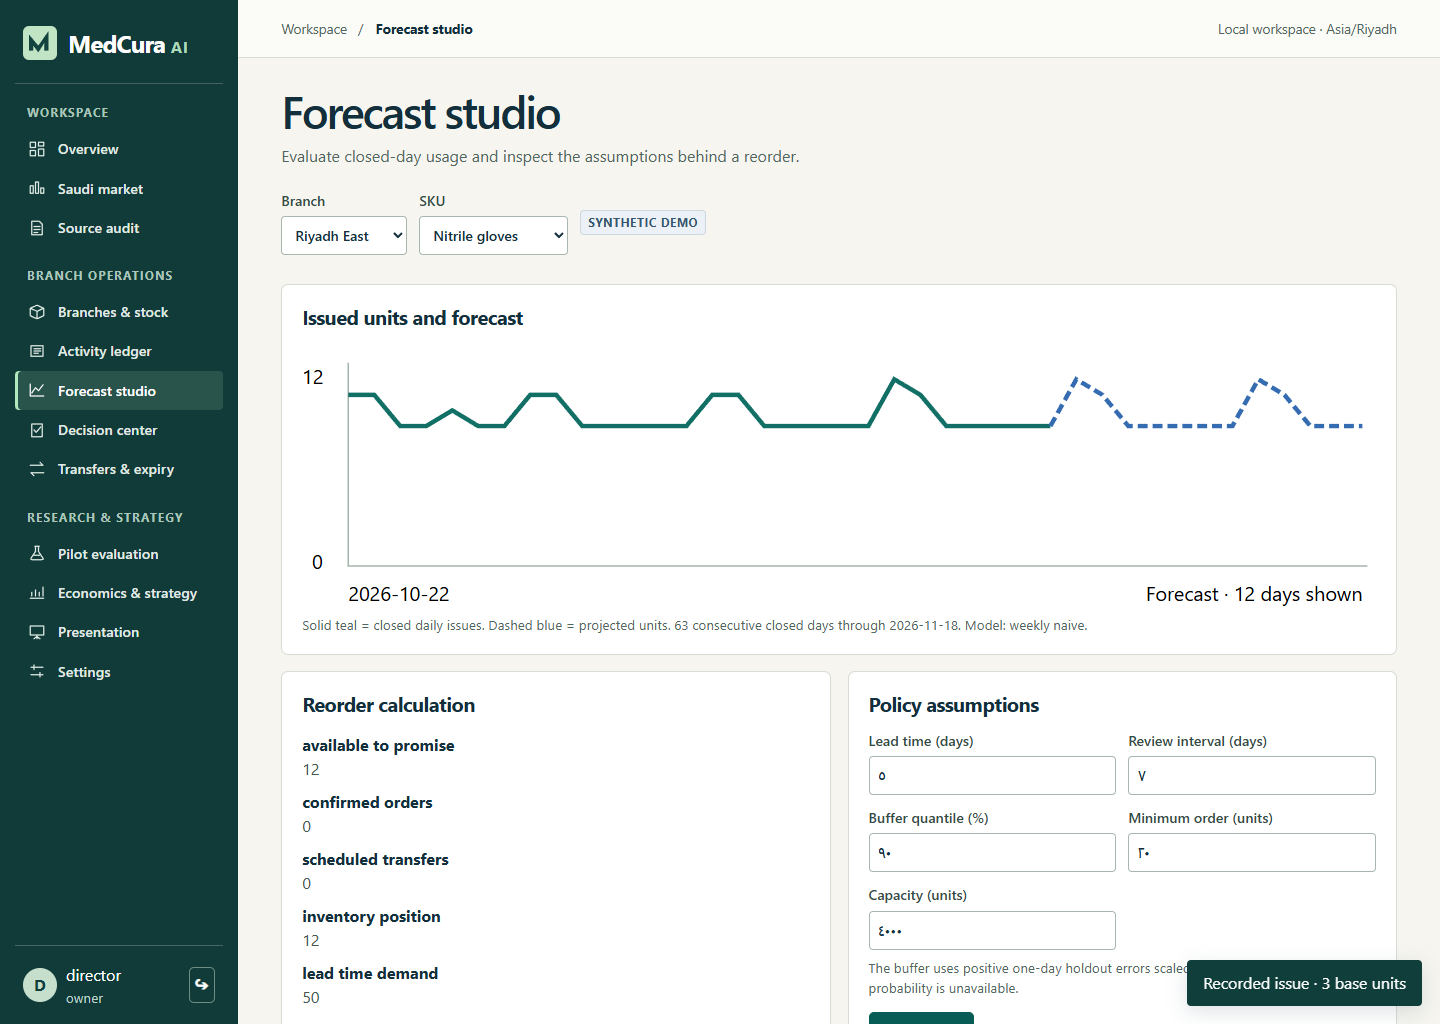 MedCura AI
WORKSPACE
Overview
Saudi market
Source audit
BRANCH OPERATIONS
Branches & stock
Activity ledger
Forecast studio
Decision center
Transfers & expiry
RESEARCH & STRATEGY
Pilot evaluation
Economics & strategy
Presentation
Settings
D
director
owner
Workspace / Forecast studio
Local workspace · Asia/Riyadh
Forecast studio
Evaluate closed-day usage and inspect the assumptions behind a reorder.
Branch
SKU
Riyadh East
Nitrile gloves
SYNTHETIC DEMO
Issued units and forecast
12
0
2026-10-22
Forecast · 12 days shown
Solid teal = closed daily issues. Dashed blue = projected units. 63 consecutive closed days through 2026-11-18. Model: weekly naive.
Reorder calculation
available to promise
12
confirmed orders
0
scheduled transfers
0
inventory position
12
lead time demand
50
Policy assumptions
Lead time (days)
Review interval (days)
٥
٧
Buffer quantile (%)
Minimum order (units)
٩٠
٢٠
Capacity (units)
٤٠٠٠
The buffer uses positive one-day holdout errors scaled
probability is unavailable.
Recorded issue · 3 base units